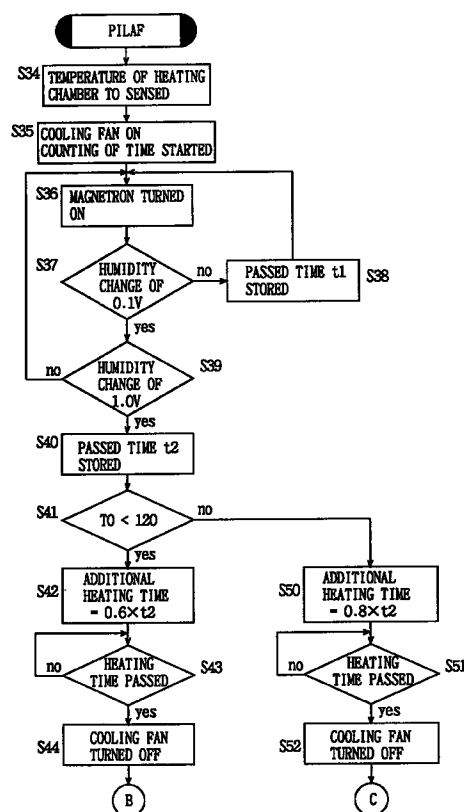 PILAF
S34
TEMPERATURE OF HEATING
CHAMBER TO SENSED
S35
COOLING FAN ON
COUNTING OF TIME STARTED
S36
MAGNETRON TURNED
ON
S37
HUMIDITY
CHANGE OF
0.1V
no
PASSED TIME t1
STORED
S38
yes
no
HUMIDITY
CHANGE OF
1.0V
S39
yes
S40
PASSED TIME t2
STORED
S41
TO < 120
no
yes
S42
ADDITIONAL
HEATING TIME
= 0.6×t2
S50
ADDITIONAL
HEATING TIME
= 0.8×t2
no
HEATING
TIME PASSED
S43
no
HEATING
TIME PASSED
S51
yes
yes
S44
COOLING FAN
TURNED OFF
S52
COOLING FAN
TURNED OFF
B
C